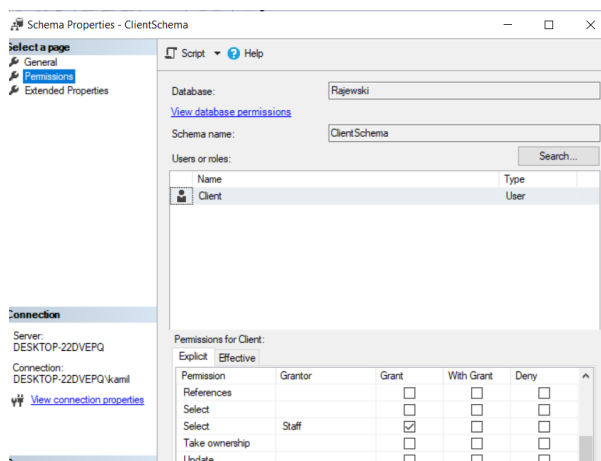 Schema Properties - ClientSchema
Select a page
General
Permissions
Extended Properties
Script
Help
Database:
Rajewski
View database permissions
Schema name:
ClientSchema
Users or roles:
Search...
Name Type
Client User
Connection
Server:
DESKTOP-22DVEPQ
Connection:
DESKTOP-22DVEPQ\kamil
View connection properties
Permissions for Client:
Explicit Effective
Permission Grantor Grant With Grant Deny
References
Select
Select Staff
Take ownership
Update